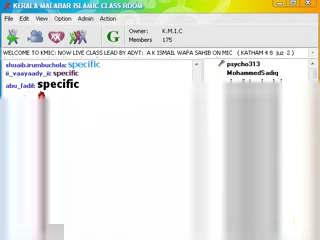 KERALA MALABAR ISLAMIC CLASS ROOM
File Edit View Options Admin About
Owner: K.M.I.C
Members 175
WELCOME TO KMIC: NOW LIVE CLASS LEAD BY ADVT: A K ISMAIL WAFA SAHIB ON MIC ( KATHAM 4 8 juz 2 )
shuaib.irumbuchola: specific
ii_vaayaady_ii: specific
abu_fadil: specific
psycho313
MohammedSadiq